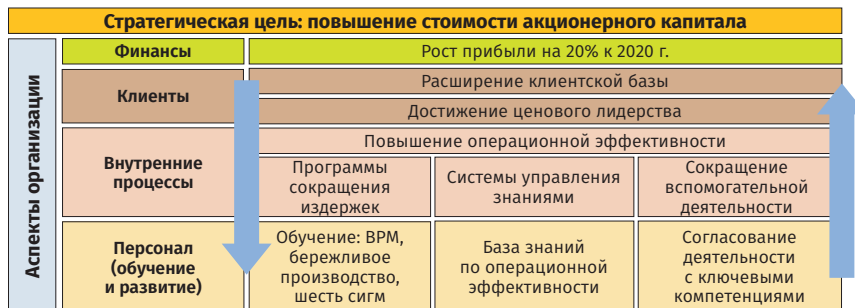 Стратегическая цель: повышение стоимости акционерного капитала
Аспекты организации
Финансы
Рост прибыли на 20% к 2020 г.
Клиенты
Расширение клиентской базы
Достижение ценового лидерства
Внутренние
процессы
Повышение операционной эффективности
Программы
сокращения
издержек
Системы управления
знаниями
Сокращение
вспомогательной
деятельности
Персонал
(обучение
и развитие)
Обучение: BPM,
бережливое
производство,
шесть сигм
База знаний
по операционной
эффективности
Согласование
деятельности
с ключевыми
компетенциями